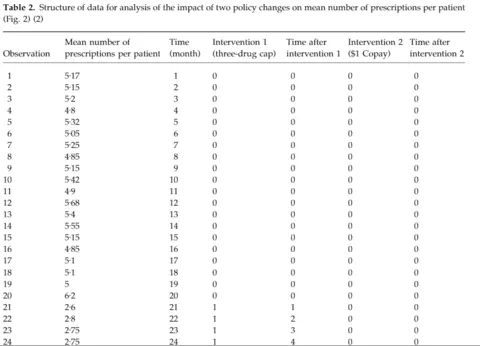 Table 2. Structure of data for analysis of the impact of two policy changes on mean number of prescriptions per patient
(Fig. 2) (2)
Mean number of Time Intervention 1 Time after Intervention 2 Time after
Observation prescriptions per patient (month) (three-drug cap) intervention 1 ($1 Copay) intervention 2
1 5·17 1 0 0 0 0
2 5·15 2 0 0 0 0
3 5·2 3 0 0 0 0
4 4·8 4 0 0 0 0
5 5·32 5 0 0 0 0
6 5·05 6 0 0 0 0
7 5·25 7 0 0 0 0
8 4·85 8 0 0 0 0
9 5·15 9 0 0 0 0
10 5·42 10 0 0 0 0
11 4·9 11 0 0 0 0
12 5·68 12 0 0 0 0
13 5·4 13 0 0 0 0
14 5·55 14 0 0 0 0
15 5·15 15 0 0 0 0
16 4·85 16 0 0 0 0
17 5·1 17 0 0 0 0
18 5·1 18 0 0 0 0
19 5 19 0 0 0 0
20 6·2 20 0 0 0 0
21 2·6 21 1 1 0 0
22 2·8 22 1 2 0 0
23 2·75 23 1 3 0 0
24 2·75 24 1 4 0 0